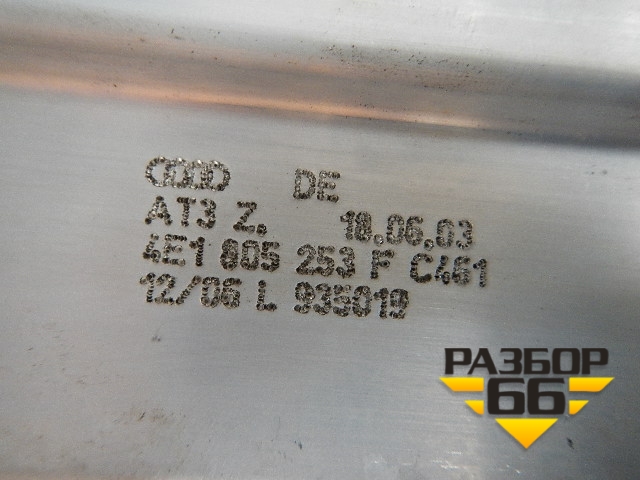 DE
AT3 Z. 18.06.03
4E1 805 253 F C461
12/06 L 935019
РАЗБОР
66